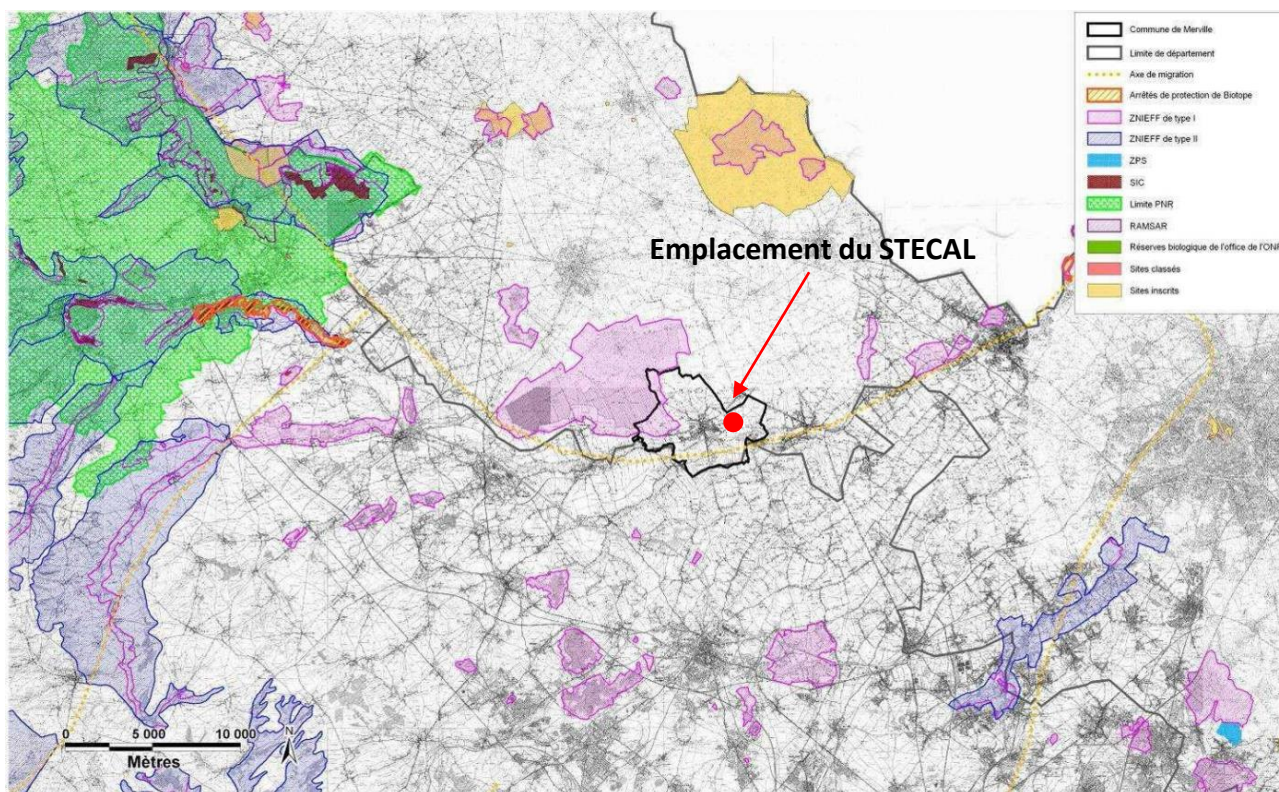 Commune de Merville
Limite de département
Axe de migration
Arrêtés de protection de Biotope
ZNIEFF de type I
ZNIEFF de type II
ZPS
SIC
Limite PNR
RAMSAR
Réserves biologique de l'office de l'ONF
Sites classés
Sites inscrits
Emplacement du STECAL
0 5 000 10 000
Mètres
N